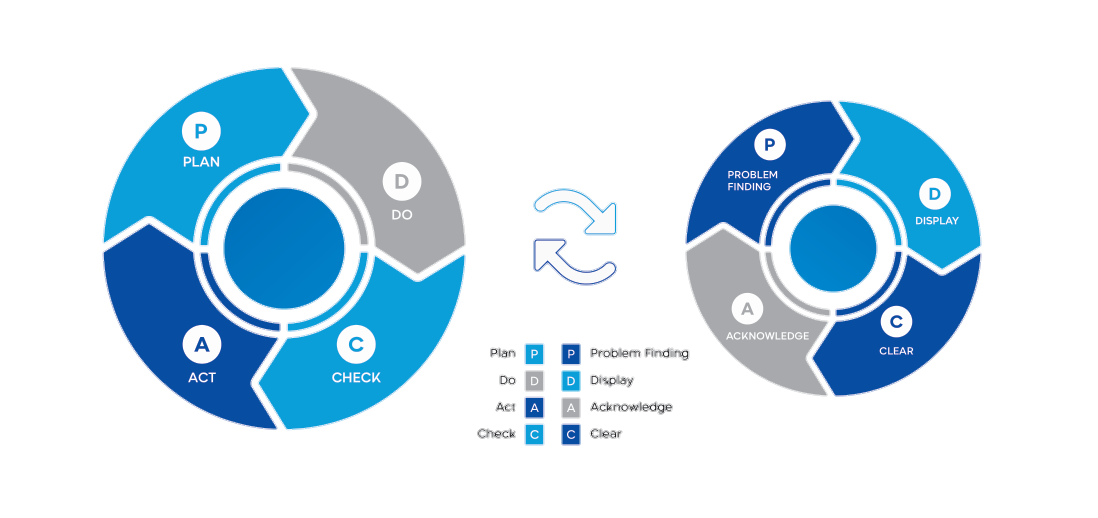 P
PLAN
D
DO
A
ACT
C
CHECK
P
PROBLEM
FINDING
D
DISPLAY
A
ACKNOWLEDGE
C
CLEAR
Plan P P Problem Finding
Do D D Display
Act A A Acknowledge
Check C C Clear